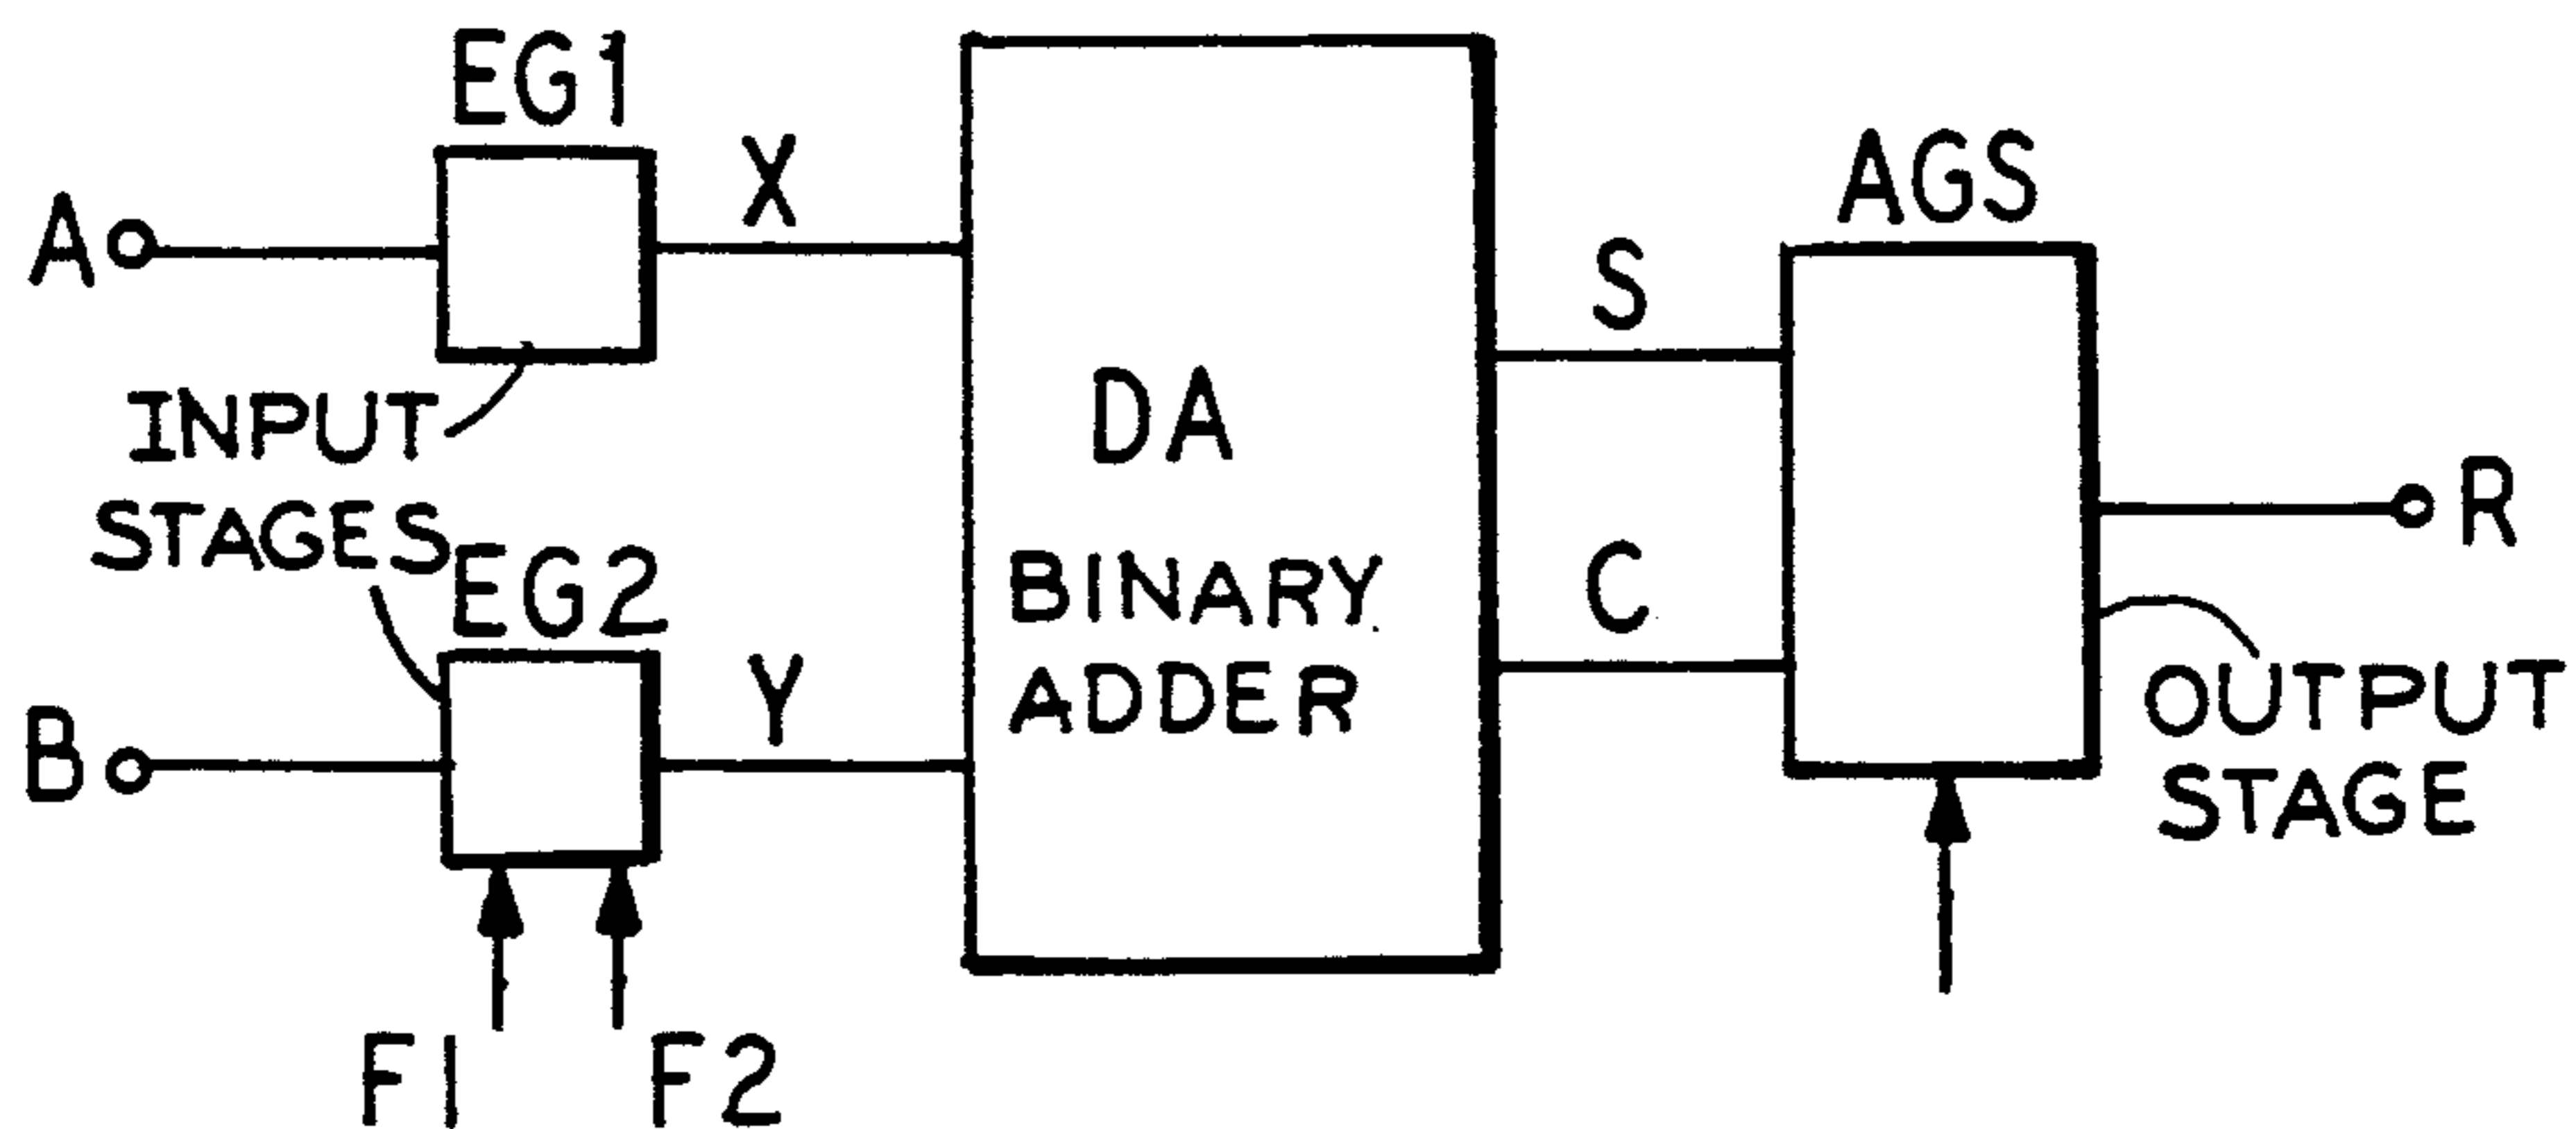 EG1
A
X
INPUT
STAGES
EG2
B
Y
F1
F2
DA
BINARY
ADDER
S
C
AGS
R
OUTPUT
STAGE